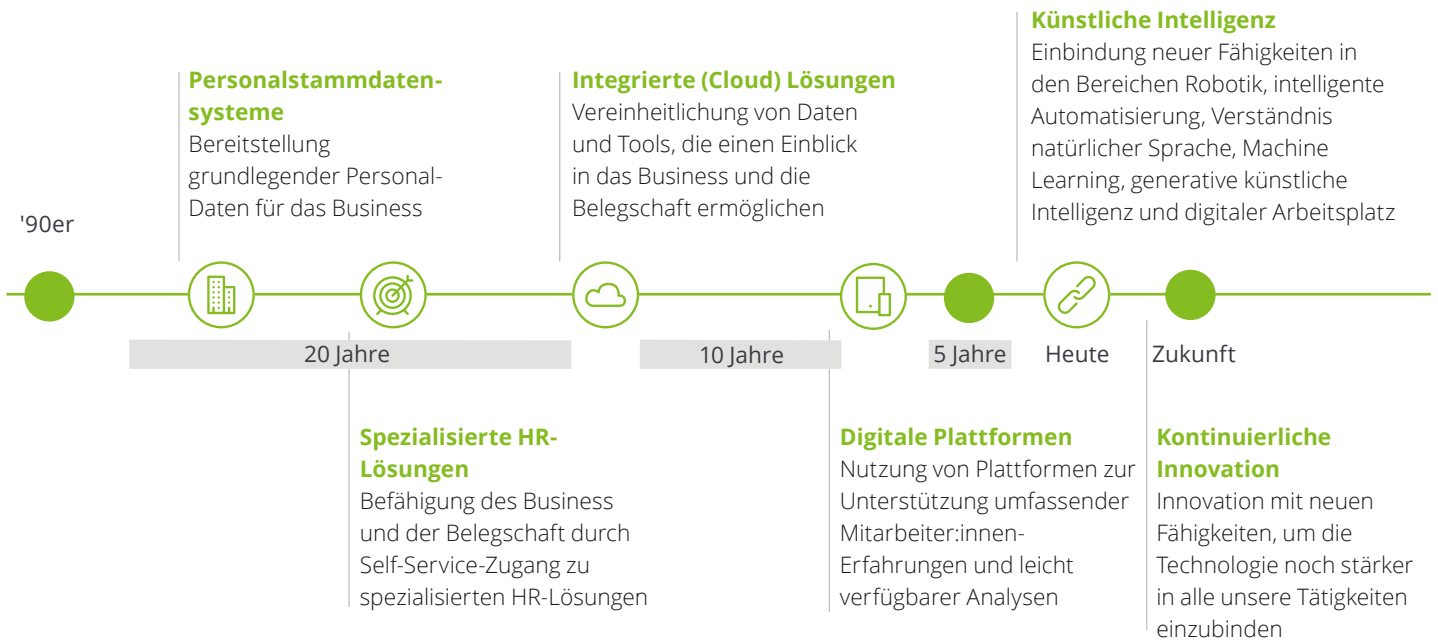 Künstliche Intelligenz
Einbindung neuer Fähigkeiten in
den Bereichen Robotik, intelligente
Automatisierung, Verständnis
natürlicher Sprache, Machine
Learning, generative künstliche
Intelligenz und digitaler Arbeitsplatz
Personalstammdaten-
systeme
Bereitstellung
grundlegender Personal-
Daten für das Business
Integrierte (Cloud) Lösungen
Vereinheitlichung von Daten
und Tools, die einen Einblick
in das Business und die
Belegschaft ermöglichen
'90er
20 Jahre
10 Jahre
5 Jahre
Heute
Zukunft
Spezialisierte HR-
Lösungen
Befähigung des Business
und der Belegschaft durch
Self-Service-Zugang zu
spezialisierten HR-Lösungen
Digitale Plattformen
Nutzung von Plattformen zur
Unterstützung umfassender
Mitarbeiter:innen-
Erfahrungen und leicht
verfügbarer Analysen
Kontinuierliche
Innovation
Innovation mit neuen
Fähigkeiten, um die
Technologie noch stärker
in alle unsere Tätigkeiten
einzubinden